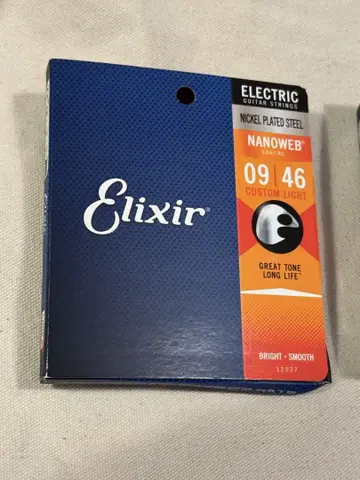 ELECTRIC
GUITAR STRINGS
NICKEL PLATED STEEL
NANOWEB®
COATING
09 | 46
CUSTOM LIGHT
Elixir®
GREAT TONE
LONG LIFE™
BRIGHT • SMOOTH
12027